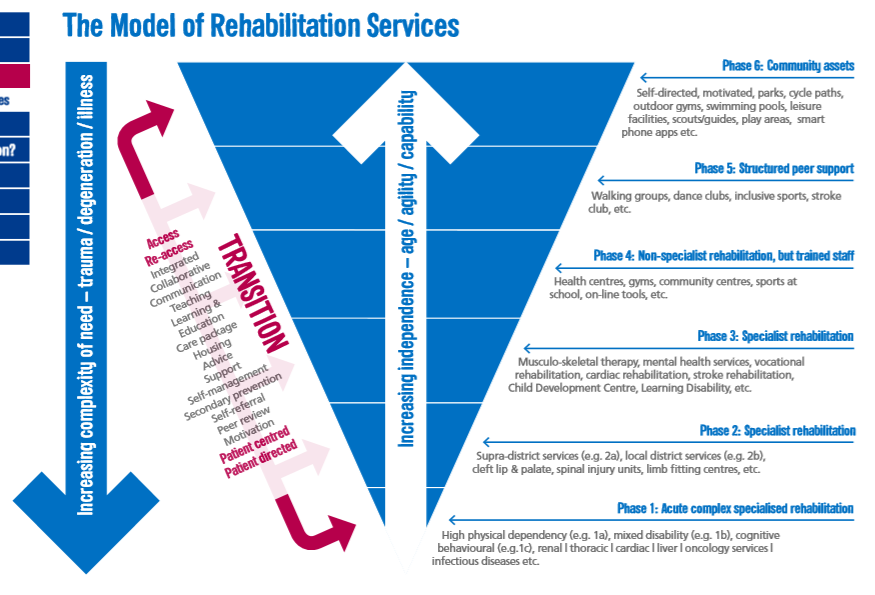 The Model of Rehabilitation Services
es
on?
Increasing complexity of need – trauma / degeneration / illness
Access
Re-access
Integrated
Collaborative
Communication
Teaching
Learning &
Education
Care package
Housing
Advice
Support
Self-management
Secondary prevention
Self-referral
Peer review
Motivation
Patient centred
Patient directed
TRANSITION
Increasing independence – age / agility / capability
Phase 6: Community assets
Self-directed, motivated, parks, cycle paths,
outdoor gyms, swimming pools, leisure
facilities, scouts/guides, play areas, smart
phone apps etc.
Phase 5: Structured peer support
Walking groups, dance clubs, inclusive sports, stroke
club, etc.
Phase 4: Non-specialist rehabilitation, but trained staff
Health centres, gyms, community centres, sports at
school, on-line tools, etc.
Phase 3: Specialist rehabilitation
Musculo-skeletal therapy, mental health services, vocational
rehabilitation, cardiac rehabilitation, stroke rehabilitation,
Child Development Centre, Learning Disability, etc.
Phase 2: Specialist rehabilitation
Supra-district services (e.g. 2a), local district services (e.g. 2b),
cleft lip & palate, spinal injury units, limb fitting centres, etc.
Phase 1: Acute complex specialised rehabilitation
High physical dependency (e.g. 1a), mixed disability (e.g. 1b), cognitive
behavioural (e.g.1c), renal l thoracic l cardiac l liver l oncology services l
infectious diseases etc.